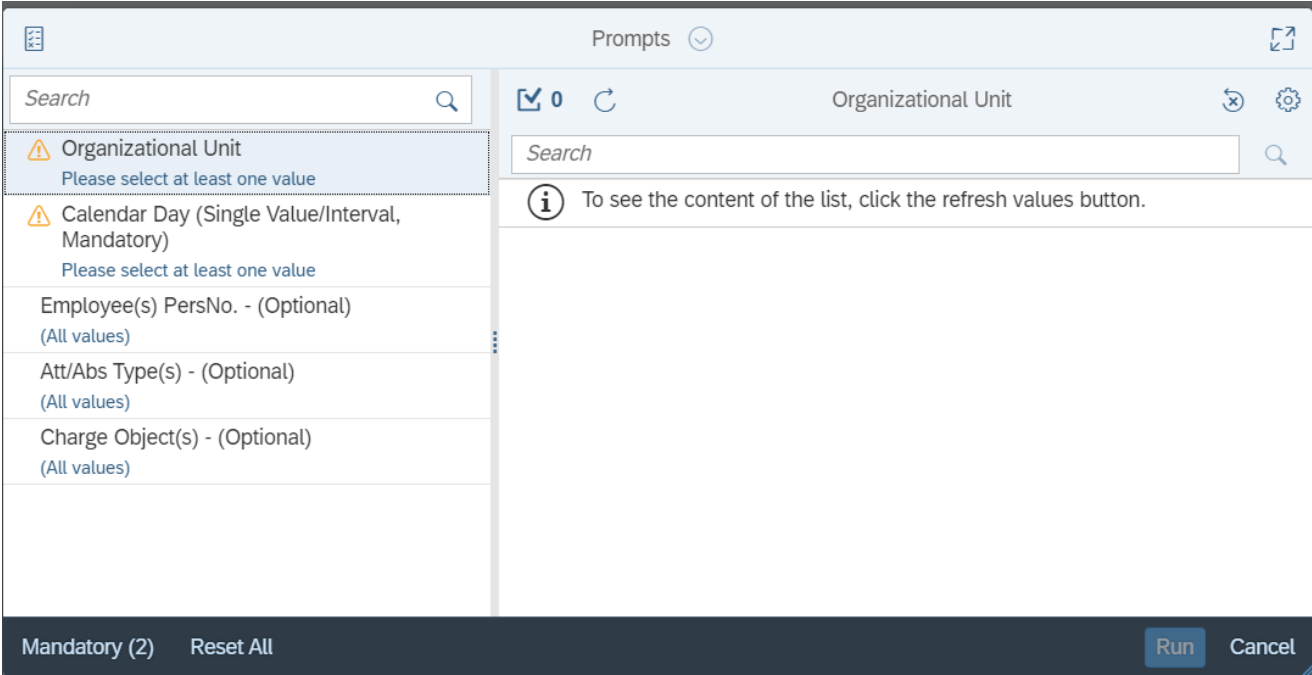 Prompts
Search
Organizational Unit
Please select at least one value
Calendar Day (Single Value/Interval,
Mandatory)
Please select at least one value
Employee(s) PersNo. - (Optional)
(All values)
Att/Abs Type(s) - (Optional)
(All values)
Charge Object(s) - (Optional)
(All values)
0
Organizational Unit
Search
To see the content of the list, click the refresh values button.
Mandatory (2)
Reset All
Run
Cancel